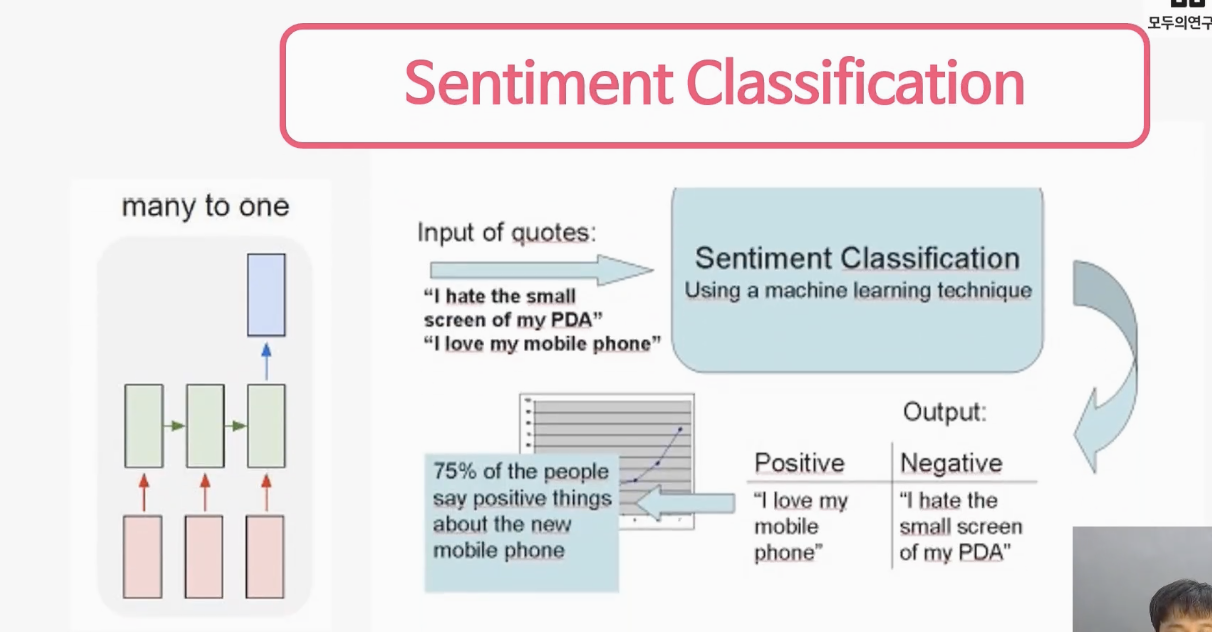 모두의연구
Sentiment Classification
many to one
Input of quotes:
“I hate the small
screen of my PDA”
“I love my mobile phone”
Sentiment Classification
Using a machine learning technique
Output:
Positive
Negative
“I love my
mobile
phone”
“I hate the
small screen
of my PDA”
75% of the people
say positive things
about the new
mobile phone